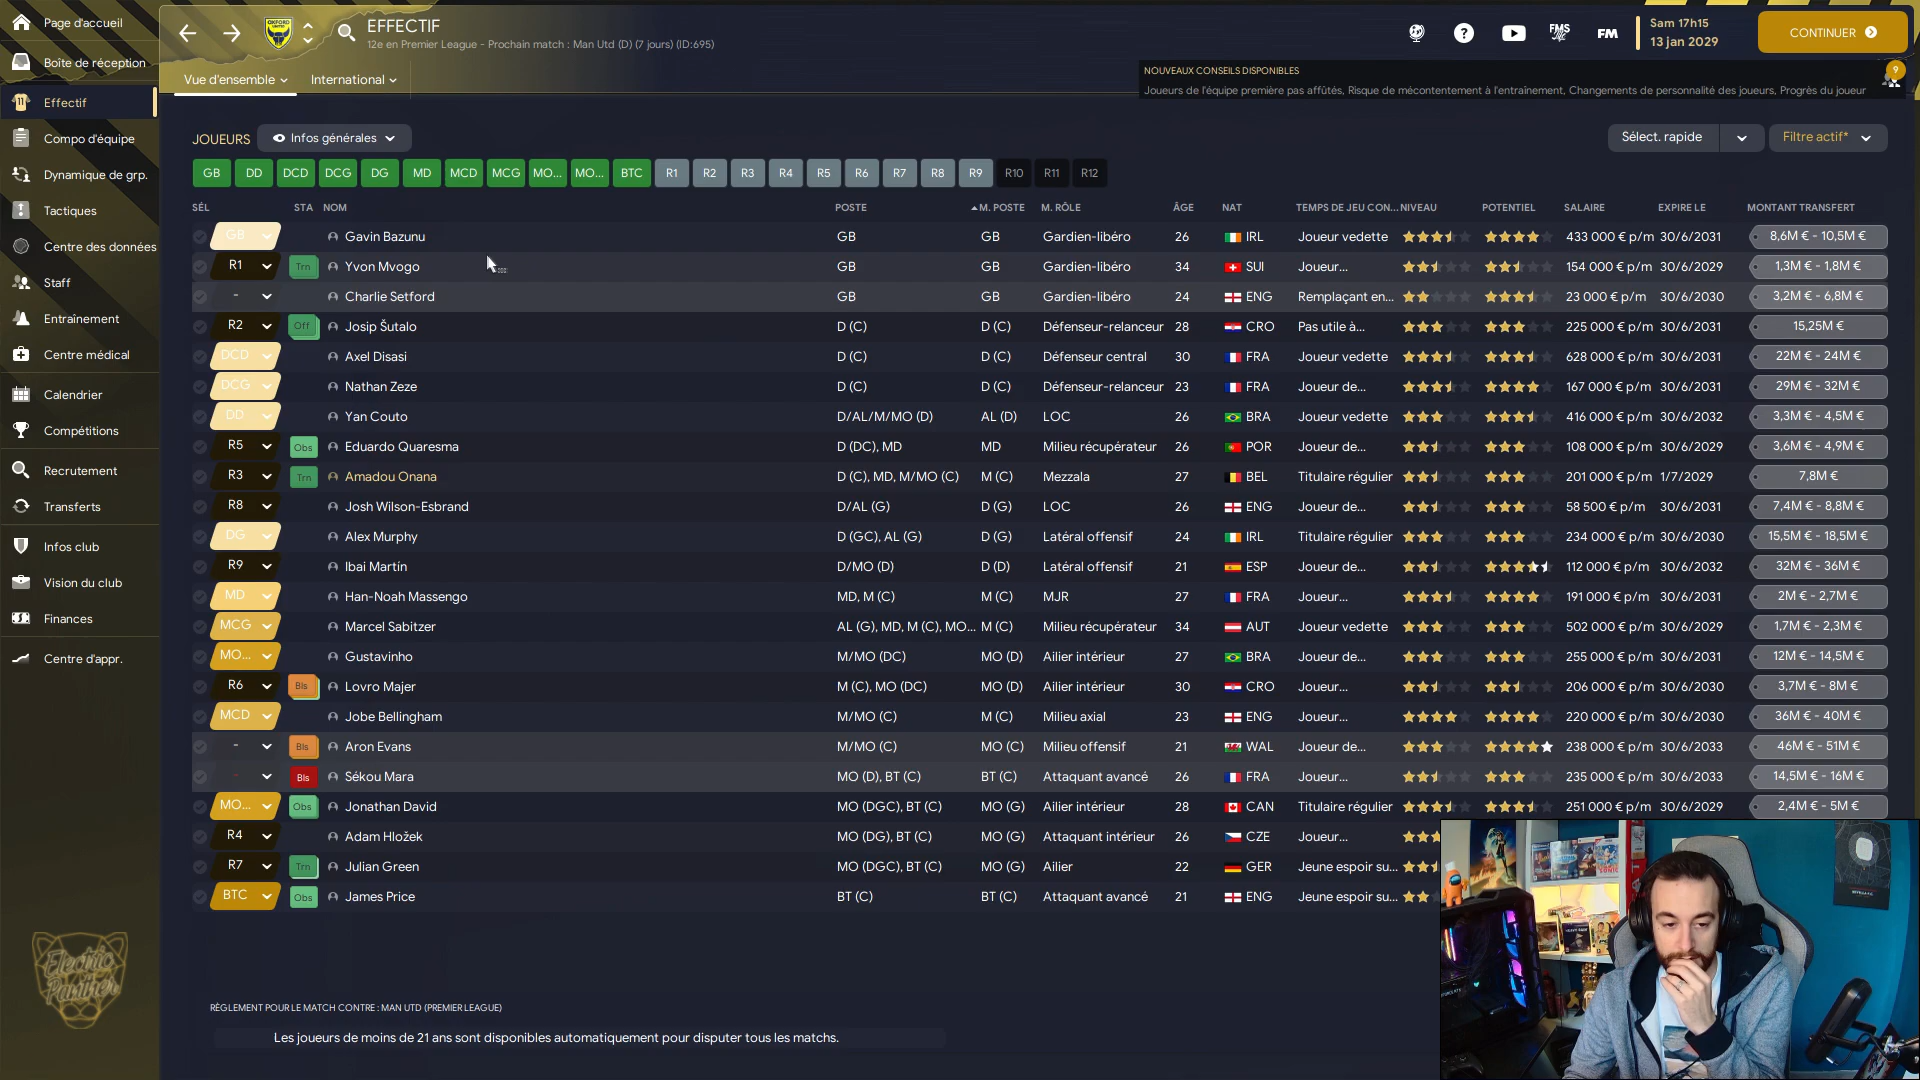 Page d'accueil
Boîte de réception
Effectif
Compo d'équipe
Dynamique de grp.
Tactiques
Centre des données
Staff
Entraînement
Centre médical
Calendrier
Compétitions
Recrutement
Transferts
Infos club
Vision du club
Finances
Centre d'appr.
Electric Panther
EFFECTIF
12e en Premier League - Prochain match : Man Utd (D) (7 jours) (ID:695)
FMS
FM
Sam 17h15
13 jan 2029
CONTINUER
Vue d'ensemble
International
NOUVEAUX CONSEILS DISPONIBLES
Joueurs de l'équipe première pas affûtés, Risque de mécontentement à l'entraînement, Changements de personnalité des joueurs, Progrès du joueur
9
JOUEURS Infos générales
Sélect. rapide
Filtre actif*
GB DD DCD DCG DG MD MCD MCG MO... MO... BTC R1 R2 R3 R4 R5 R6 R7 R8 R9 R10 R11 R12
SÉL STA NOM POSTE M. POSTE M. RÔLE ÂGE NAT TEMPS DE JEU CON... NIVEAU POTENTIEL SALAIRE EXPIRE LE MONTANT TRANSFERT
GB Gavin Bazunu GB GB Gardien-libéro 26 IRL Joueur vedette 433 000 € p/m 30/6/2031 8,6M € - 10,5M €
R1 Trn Yvon Mvogo GB GB Gardien-libéro 34 SUI Joueur... 154 000 € p/m 30/6/2029 1,3M € - 1,8M €
- Charlie Setford GB GB Gardien-libéro 24 ENG Remplaçant en... 23 000 € p/m 30/6/2030 3,2M € - 6,8M €
R2 Off Josip Šutalo D (C) D (C) Défenseur-relanceur 28 CRO Pas utile à... 225 000 € p/m 30/6/2031 15,25M €
DCD Axel Disasi D (C) D (C) Défenseur central 30 FRA Joueur vedette 628 000 € p/m 30/6/2031 22M € - 24M €
DCG Nathan Zeze D (C) D (C) Défenseur-relanceur 23 FRA Joueur de... 167 000 € p/m 30/6/2031 29M € - 32M €
DD Yan Couto D/AL/M/MO (D) AL (D) LOC 26 BRA Joueur vedette 416 000 € p/m 30/6/2032 3,3M € - 4,5M €
R5 Obs Eduardo Quaresma D (DC), MD MD Milieu récupérateur 26 POR Joueur de... 108 000 € p/m 30/6/2029 3,6M € - 4,9M €
R3 Trn Amadou Onana D (C), MD, M/MO (C) M (C) Mezzala 27 BEL Titulaire régulier 201 000 € p/m 1/7/2029 7,8M €
R8 Josh Wilson-Esbrand D/AL (G) D (G) LOC 26 ENG Joueur de... 58 500 € p/m 30/6/2031 7,4M € - 8,8M €
DG Alex Murphy D (GC), AL (G) D (G) Latéral offensif 24 IRL Titulaire régulier 234 000 € p/m 30/6/2030 15,5M € - 18,5M €
R9 Ibai Martín D/MO (D) D (D) Latéral offensif 21 ESP Joueur de... 112 000 € p/m 30/6/2032 32M € - 36M €
MD Han-Noah Massengo MD, M (C) M (C) MJR 27 FRA Joueur... 191 000 € p/m 30/6/2031 2M € - 2,7M €
MCG Marcel Sabitzer AL (G), MD, M (C), MO... M (C) Milieu récupérateur 34 AUT Joueur vedette 502 000 € p/m 30/6/2029 1,7M € - 2,3M €
MO... Gustavinho M/MO (DC) MO (D) Ailier intérieur 27 BRA Joueur de... 255 000 € p/m 30/6/2031 12M € - 14,5M €
R6 Bls Lovro Majer M (C), MO (DC) MO (D) Ailier intérieur 30 CRO Joueur... 206 000 € p/m 30/6/2030 3,7M € - 8M €
MCD Jobe Bellingham M/MO (C) M (C) Milieu axial 23 ENG Joueur... 220 000 € p/m 30/6/2030 36M € - 40M €
- Bls Aron Evans M/MO (C) MO (C) Milieu offensif 21 WAL Joueur de... 238 000 € p/m 30/6/2033 46M € - 51M €
- Bls Sékou Mara MO (D), BT (C) BT (C) Attaquant avancé 26 FRA Joueur... 235 000 € p/m 30/6/2033 14,5M € - 16M €
MO... Obs Jonathan David MO (DGC), BT (C) MO (G) Ailier intérieur 28 CAN Titulaire régulier 251 000 € p/m 30/6/2029 2,4M € - 5M €
R4 Adam Hložek MO (DG), BT (C) MO (G) Attaquant intérieur 26 CZE Joueur...
R7 Trn Julian Green MO (DGC), BT (C) MO (G) Ailier 22 GER Jeune espoir su...
BTC Obs James Price BT (C) BT (C) Attaquant avancé 21 ENG Jeune espoir su...
RÈGLEMENT POUR LE MATCH CONTRE : MAN UTD (PREMIER LEAGUE)
Les joueurs de moins de 21 ans sont disponibles automatiquement pour disputer tous les matchs.